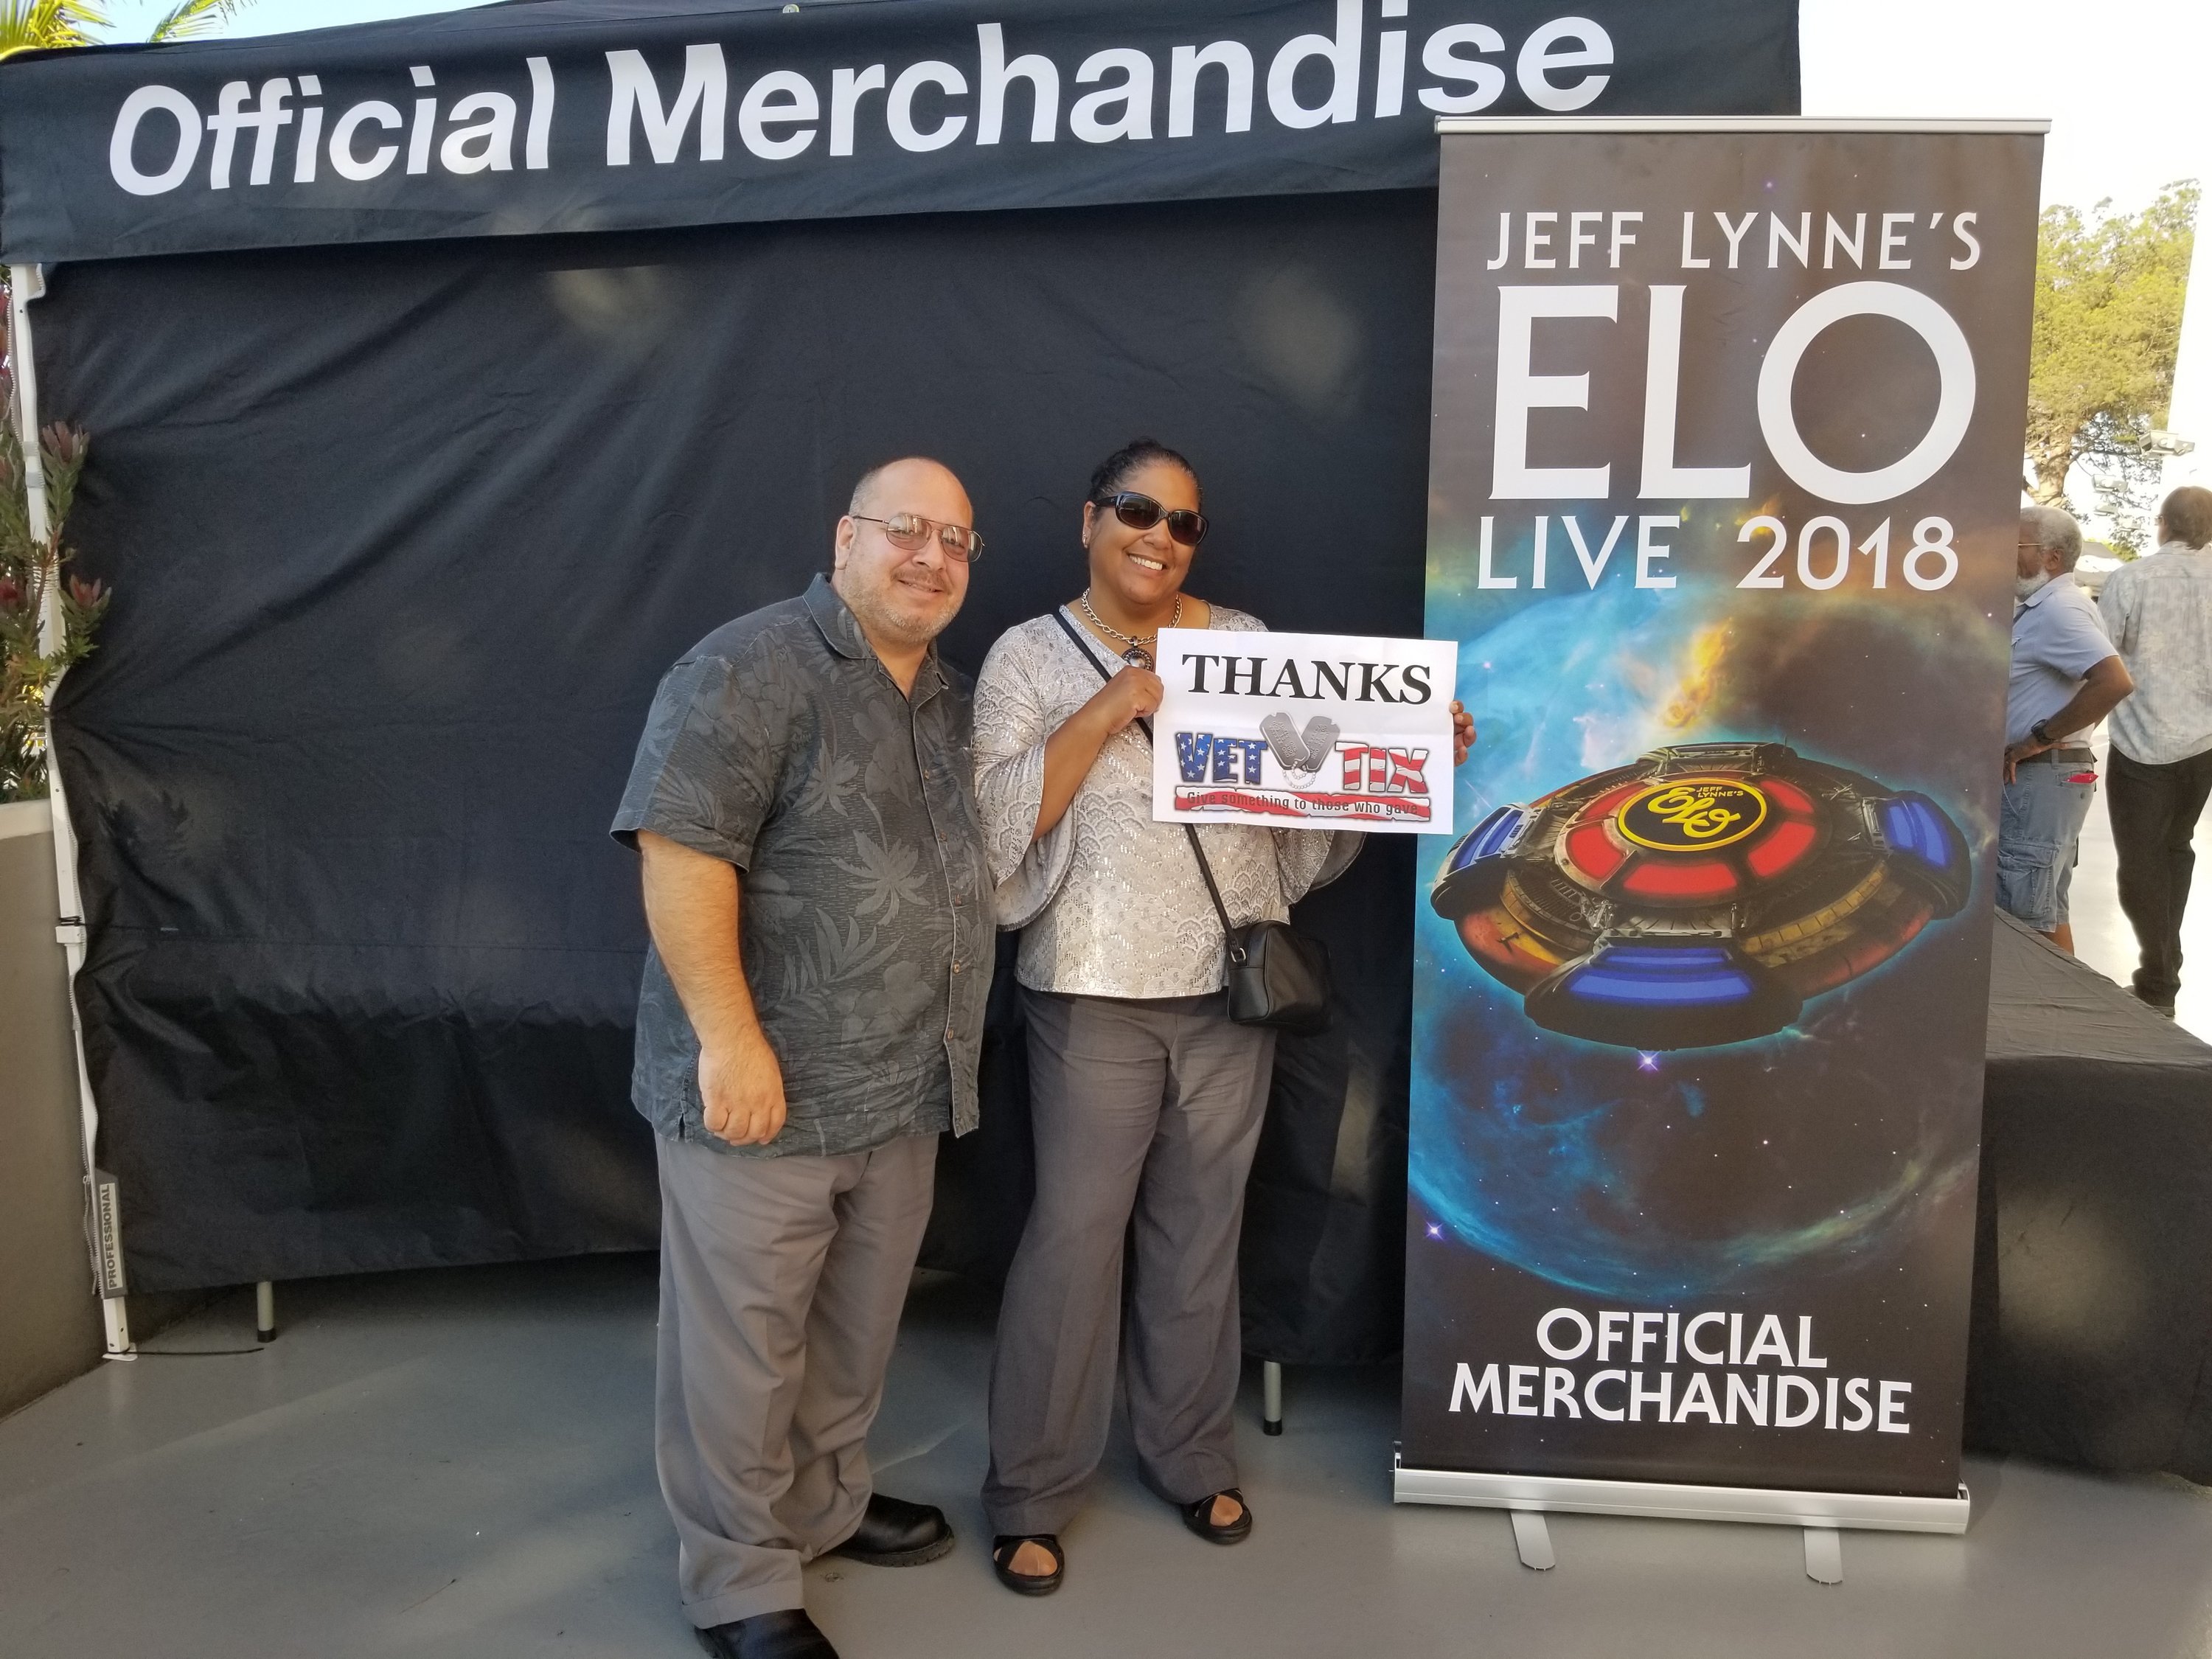 Official Merchandise
JEFF LYNNE'S
ELO
LIVE 2018
THANKS
VET TIX
Give something to those who gave
JEFF
LYNNE'S
ELO
PROFESSIONAL
OFFICIAL
MERCHANDISE